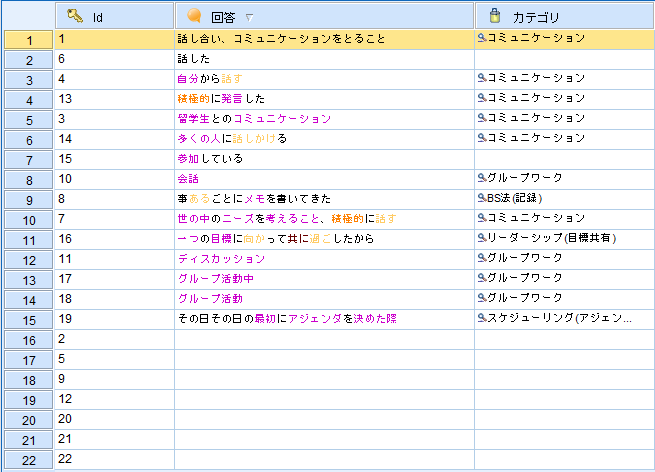 Id 回答 カテゴリ
1 1 話し合い、コミュニケーションをとること コミュニケーション
2 6 話した
3 4 自分から話す コミュニケーション
4 13 積極的に発言した コミュニケーション
5 3 留学生とのコミュニケーション コミュニケーション
6 14 多くの人に話しかける コミュニケーション
7 15 参加している
8 10 会話 グループワーク
9 8 事あるごとにメモを書いてきた BS法(記録)
10 7 世の中のニーズを考えること、積極的に話す コミュニケーション
11 16 一つの目標に向かって共に過ごしたから リーダーシップ(目標共有)
12 11 ディスカッション グループワーク
13 17 グループ活動中 グループワーク
14 18 グループ活動 グループワーク
15 19 その日その日の最初にアジェンダを決めた際 スケジューリング(アジェン...
16 2
17 5
18 9
19 12
20 20
21 21
22 22